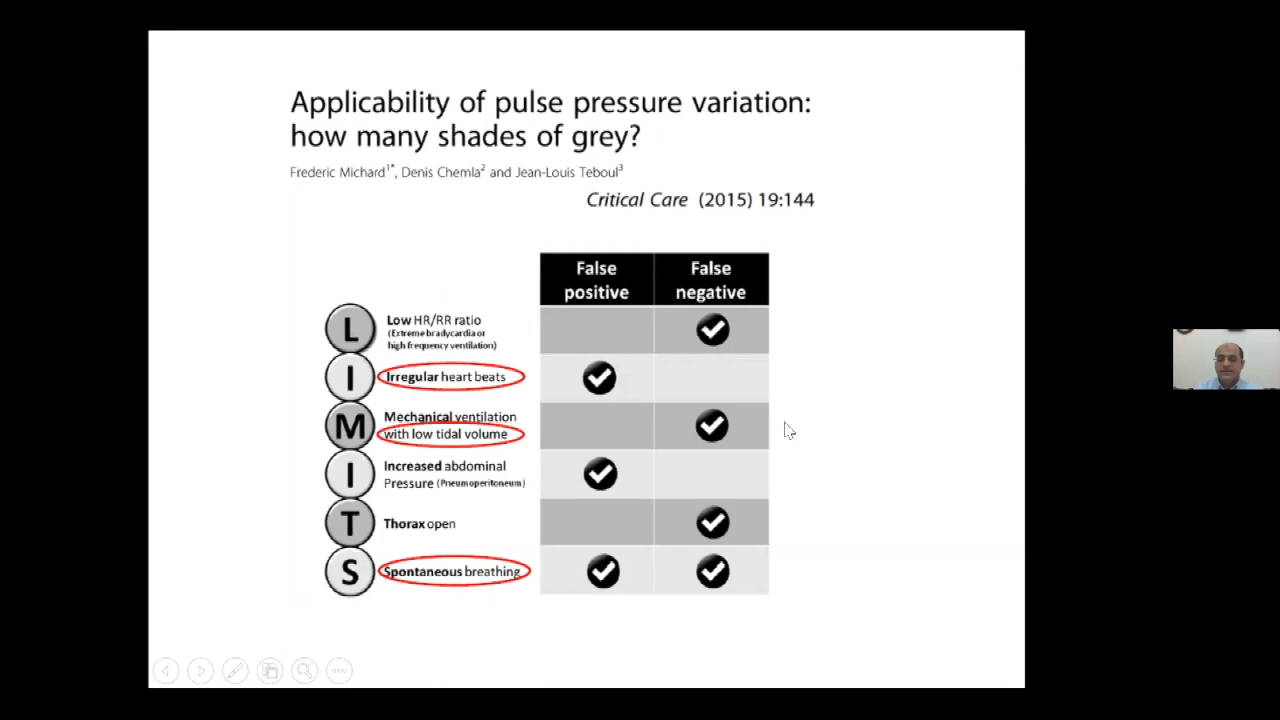 Applicability of pulse pressure variation:
how many shades of grey?
Frederic Michard1*, Denis Chemla2 and Jean-Louis Teboul3
Critical Care (2015) 19:144
False positive
False negative
L
Low HR/RR ratio
(Extreme bradycardia or
high frequency ventilation)
I
Irregular heart beats
M
Mechanical ventilation
with low tidal volume
I
Increased abdominal
Pressure (Pneumoperitoneum)
T
Thorax open
S
Spontaneous breathing